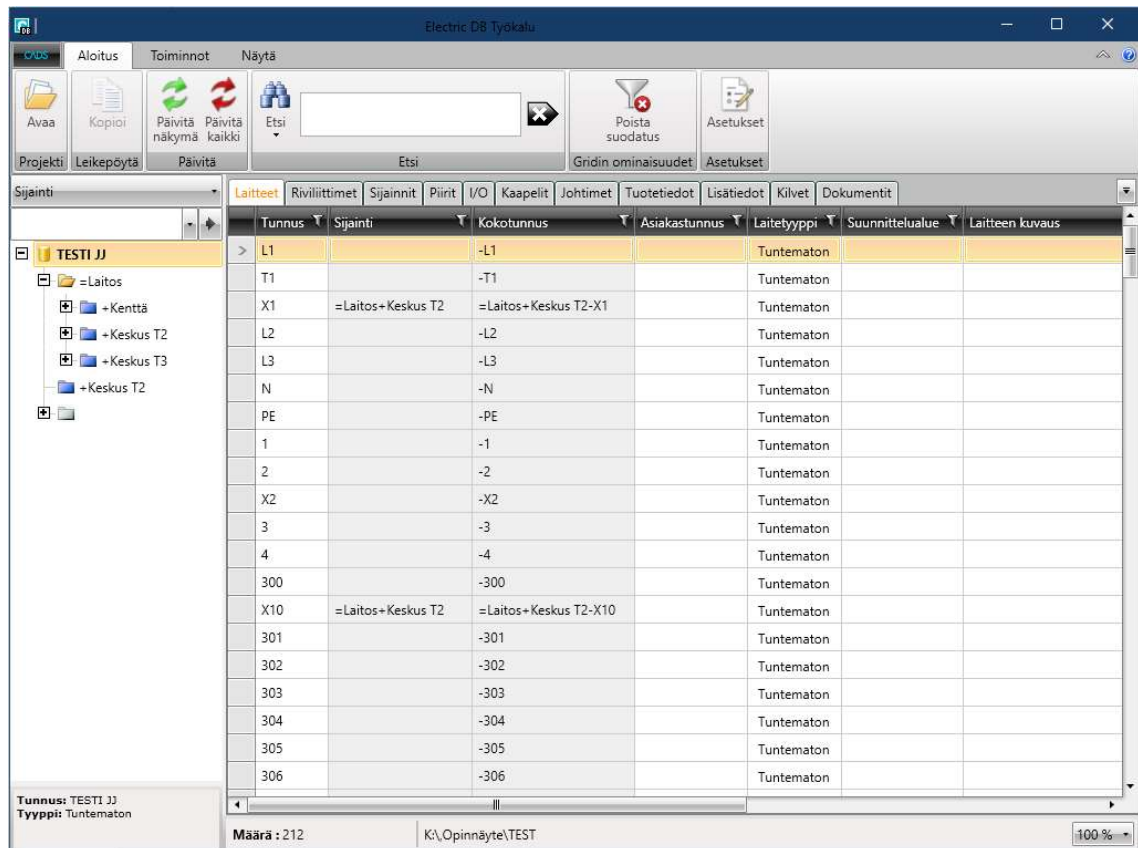 Electric DB Työkalu
CADS Aloitus Toiminnot Näytä
Avaa Kopioi Päivitä näkymä Päivitä kaikki Etsi Poista suodatus Asetukset
Projekti Leikepöytä Päivitä Etsi Gridin ominaisuudet Asetukset
Sijainti
Laitteet Riviliittimet Sijainnit Piirit I/O Kaapelit Johtimet Tuotetiedot Lisätiedot Kilvet Dokumentit
Tunnus Sijainti Kokotunnus Asiakastunnus Laitetyyppi Suunnittelualue Laitteen kuvaus
TESTI JJ
=Laitos
+Kenttä
+Keskus T2
+Keskus T3
+Keskus T2
L1 -L1 Tuntematon
T1 -T1 Tuntematon
X1 =Laitos+Keskus T2 =Laitos+Keskus T2-X1 Tuntematon
L2 -L2 Tuntematon
L3 -L3 Tuntematon
N -N Tuntematon
PE -PE Tuntematon
1 -1 Tuntematon
2 -2 Tuntematon
X2 -X2 Tuntematon
3 -3 Tuntematon
4 -4 Tuntematon
300 -300 Tuntematon
X10 =Laitos+Keskus T2 =Laitos+Keskus T2-X10 Tuntematon
301 -301 Tuntematon
302 -302 Tuntematon
303 -303 Tuntematon
304 -304 Tuntematon
305 -305 Tuntematon
306 -306 Tuntematon
Tunnus: TESTI JJ
Tyyppi: Tuntematon
Määrä : 212 K:\,Opinnäyte\TEST 100 %